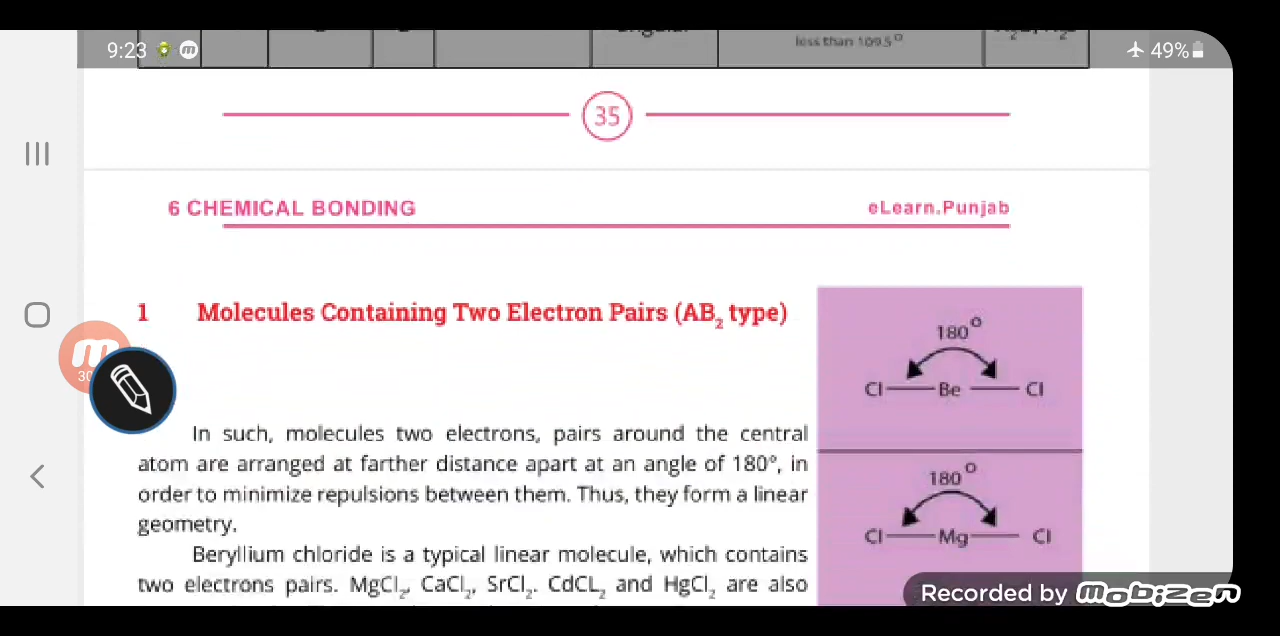 9:23
49%
less than 109.5°
35
6 CHEMICAL BONDING
eLearn.Punjab
1 Molecules Containing Two Electron Pairs (AB₂ type)
180°
Cl Be Cl
In such, molecules two electrons, pairs around the central
atom are arranged at farther distance apart at an angle of 180°, in
order to minimize repulsions between them. Thus, they form a linear
geometry.
180°
Cl Mg Cl
Beryllium chloride is a typical linear molecule, which contains
two electrons pairs. MgCl₂, CaCl₂, SrCl₂. CdCL₂ and HgCl₂ are also
Recorded by mobizen